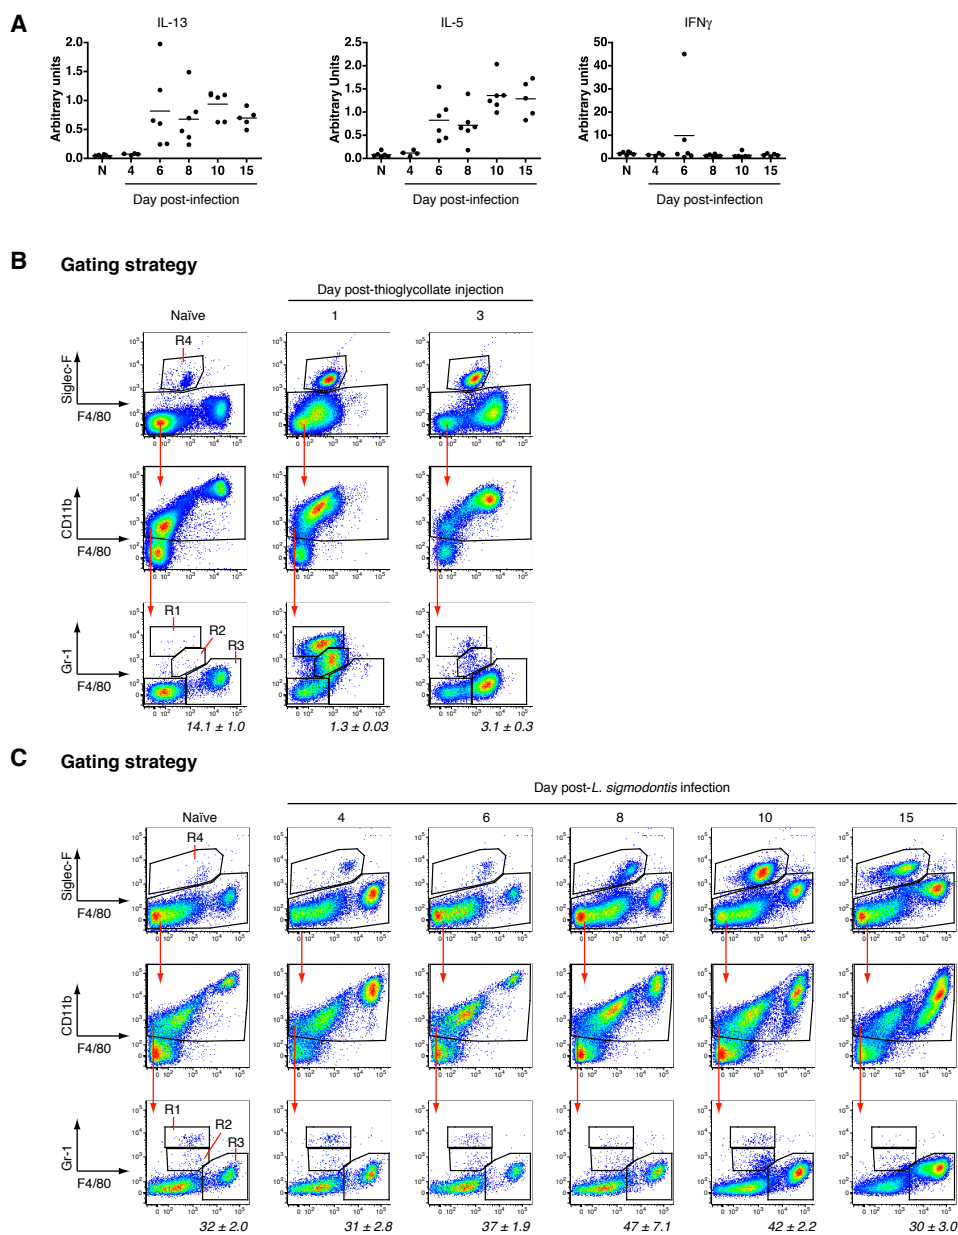 A
IL-13
IL-5
IFNγ
Arbitrary units
2.0
1.5
1.0
0.5
0.0
N 4 6 8 10 15
Day post-infection
Arbitrary Units
2.5
2.0
1.5
1.0
0.5
0.0
N 4 6 8 10 15
Day post-infection
Arbitrary units
50
40
30
20
10
0
N 4 6 8 10 15
Day post-infection
B Gating strategy
Day post-thioglycollate injection
Naïve 1 3
Siglec-F
F4/80
R4
CD11b
F4/80
Gr-1
F4/80
R1
R2
R3
14.1 ± 1.0 1.3 ± 0.03 3.1 ± 0.3
C Gating strategy
Day post-L. sigmodontis infection
Naïve 4 6 8 10 15
Siglec-F
F4/80
R4
CD11b
F4/80
Gr-1
F4/80
R1
R2
R3
32 ± 2.0 31 ± 2.8 37 ± 1.9 47 ± 7.1 42 ± 2.2 30 ± 3.0